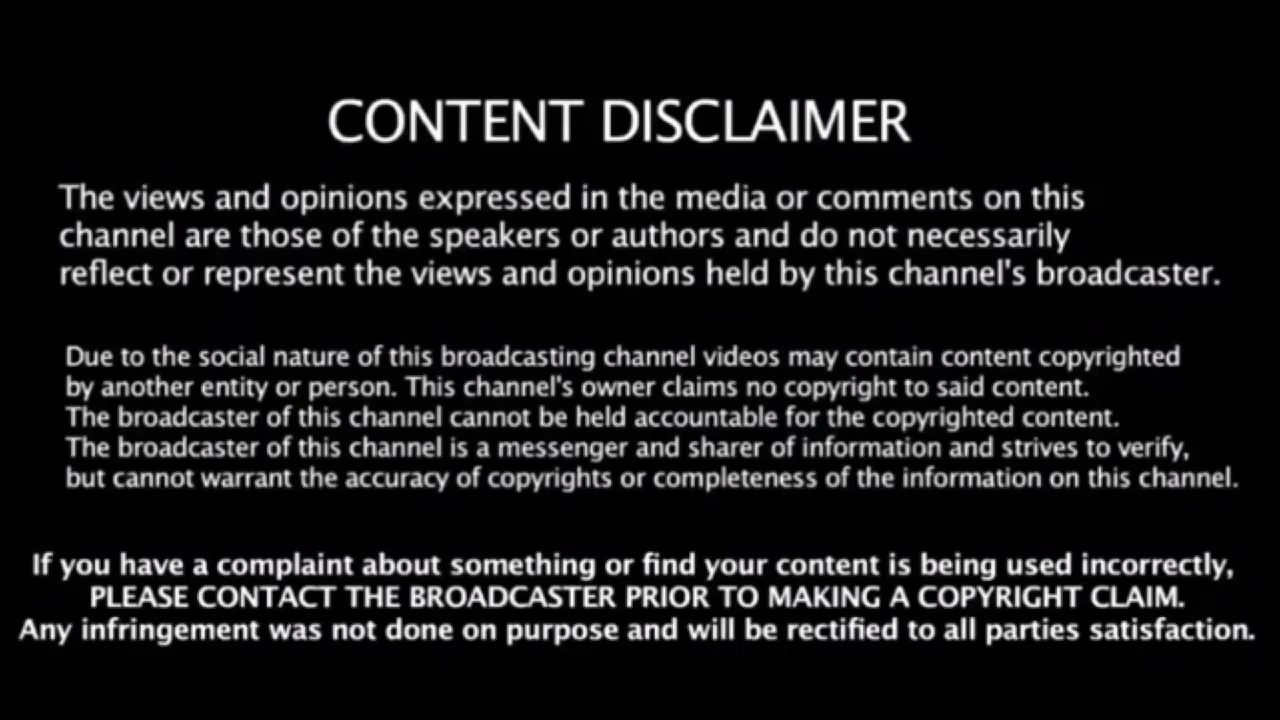 CONTENT DISCLAIMER
The views and opinions expressed in the media or comments on this
channel are those of the speakers or authors and do not necessarily
reflect or represent the views and opinions held by this channel's broadcaster.
Due to the social nature of this broadcasting channel videos may contain content copyrighted
by another entity or person. This channel's owner claims no copyright to said content.
The broadcaster of this channel cannot be held accountable for the copyrighted content.
The broadcaster of this channel is a messenger and sharer of information and strives to verify,
but cannot warrant the accuracy of copyrights or completeness of the information on this channel.
If you have a complaint about something or find your content is being used incorrectly,
PLEASE CONTACT THE BROADCASTER PRIOR TO MAKING A COPYRIGHT CLAIM.
Any infringement was not done on purpose and will be rectified to all parties satisfaction.